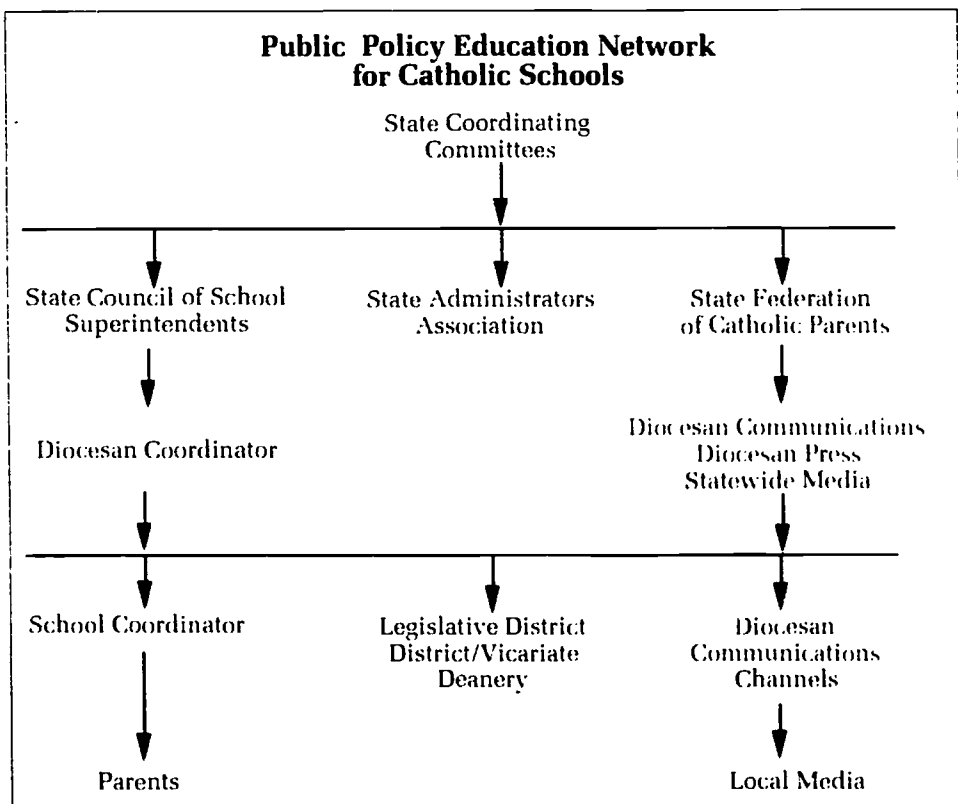 Public Policy Education Network
for Catholic Schools
State Coordinating
Committees
State Council of School
Superintendents
State Administrators
Association
State Federation
of Catholic Parents
Diocesan Coordinator
Diocesan Communications
Diocesan Press
Statewide Media
School Coordinator
Legislative District
District/Vicariate
Deanery
Diocesan
Communications
Channels
Parents
Local Media